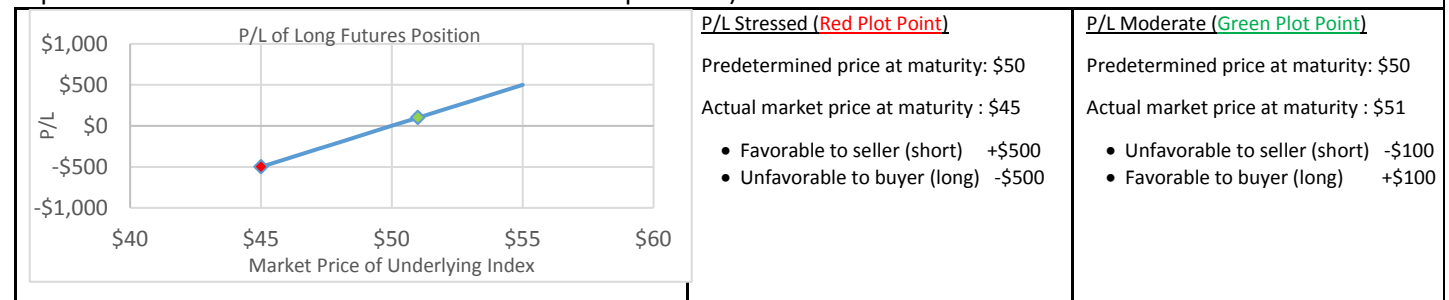 P/L of Long Futures Position
$1,000
$500
$0
-$500
-$1,000
P/L
$40 $45 $50 $55 $60
Market Price of Underlying Index
P/L Stressed (Red Plot Point)
Predetermined price at maturity: $50
Actual market price at maturity : $45
• Favorable to seller (short) +$500
• Unfavorable to buyer (long) -$500
P/L Moderate (Green Plot Point)
Predetermined price at maturity: $50
Actual market price at maturity : $51
• Unfavorable to seller (short) -$100
• Favorable to buyer (long) +$100